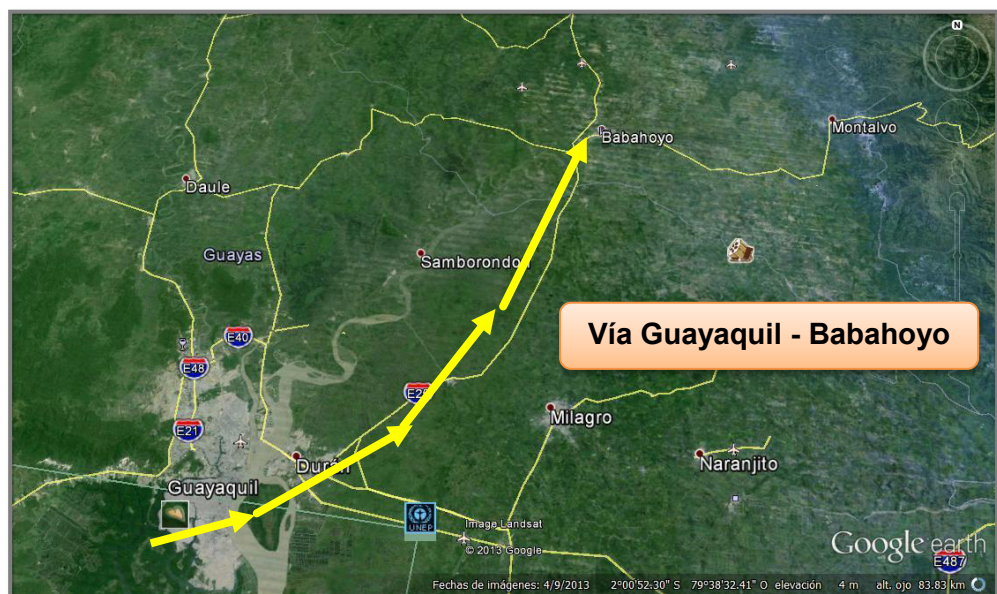 N
Babahoyo
Montalvo
Daule
Guayas
Samborondón
Vía Guayaquil - Babahoyo
E40
E48
E21
Milagro
Durán
Naranjito
Guayaquil
UNEP
Image Landsat
© 2013 Google
Google earth
E487
Fechas de imágenes: 4/9/2013 2°00'52.30" S 79°38'32.41" O elevación 4 m alt. ojo 83.83 km